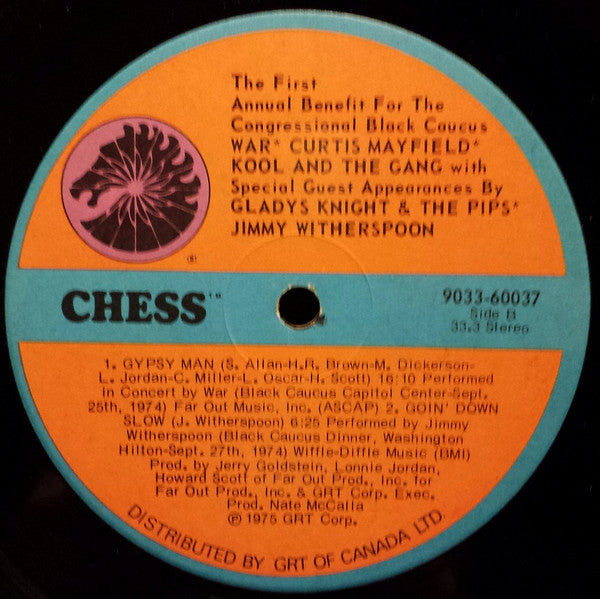 The First
Annual Benefit For The
Congressional Black Caucus
WAR* CURTIS MAYFIELD*
KOOL AND THE GANG with
Special Guest Appearances By
GLADYS KNIGHT & THE PIPS*
JIMMY WITHERSPOON
®
CHESS™
9033-60037
Side B
33.3 Stereo
1. GYPSY MAN (S. Allan-H.R. Brown-M. Dickerson-
L. Jordan-C. Miller-L. Oscar-H. Scott) 16:10 Performed
in Concert by War (Black Caucus Capitol Center-Sept.
25th, 1974) Far Out Music, Inc. (ASCAP) 2. GOIN' DOWN
SLOW (J. Witherspoon) 6:25 Performed by Jimmy
Witherspoon (Black Caucus Dinner, Washington
Hilton-Sept. 27th, 1974) Wiffle-Diffle Music (BMI)
Prod. by Jerry Goldstein, Lonnie Jordan,
Howard Scott of Far Out Prod., Inc. for
Far Out Prod., Inc. & GRT Corp. Exec.
Prod. Nate McCalla
℗ 1975 GRT Corp.
DISTRIBUTED BY GRT OF CANADA LTD.